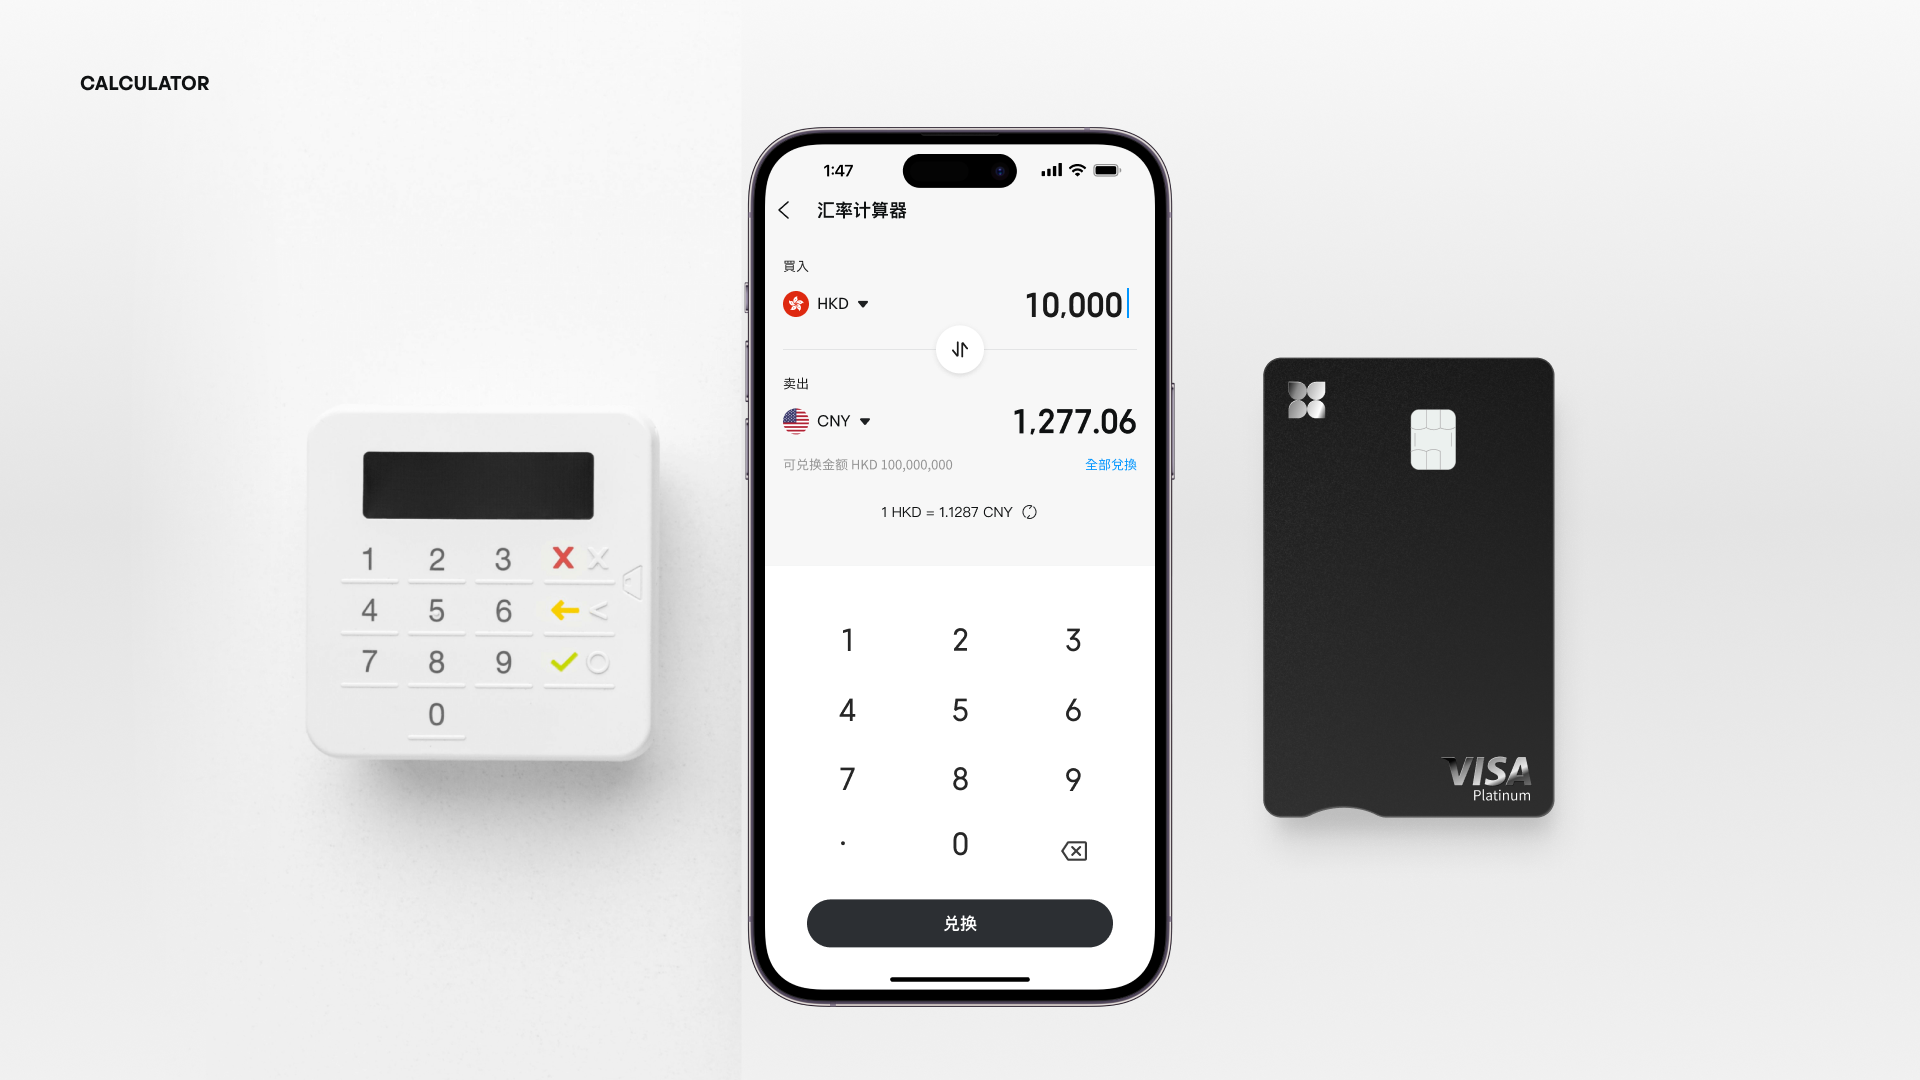 CALCULATOR
1 2 3 X X
4 5 6 <
7 8 9
0
1:47
汇率计算器
買入
HKD 10,000
卖出
CNY 1,277.06
可兑换金额 HKD 100,000,000 全部兌換
1 HKD = 1.1287 CNY
1 2 3
4 5 6
7 8 9
. 0
兑换
VISA
Platinum